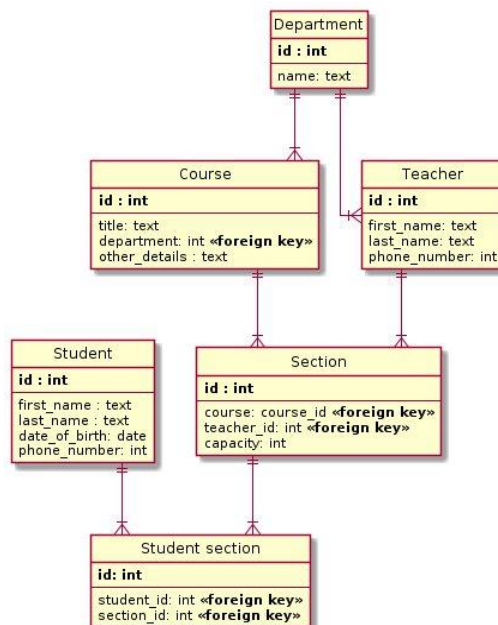 Department
id : int
name: text
Course
id : int
title: text
department: int «foreign key»
other_details : text
Teacher
id : int
first_name: text
last_name: text
phone_number: int
Student
id : int
first_name : text
last_name : text
date_of_birth: date
phone_number: int
Section
id : int
course: course_id «foreign key»
teacher_id: int «foreign key»
capacity: int
Student section
id: int
student_id: int «foreign key»
section_id: int «foreign key»